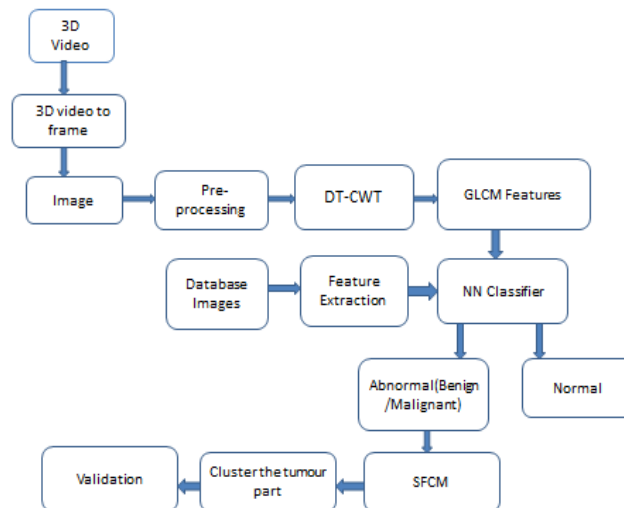 3D
Video
3D video to
frame
Image
Pre-
processing
DT-CWT
GLCM Features
Database
Images
Feature
Extraction
NN Classifier
Abnormal(Benign
/Malignant)
Normal
Validation
Cluster the tumour
part
SFCM